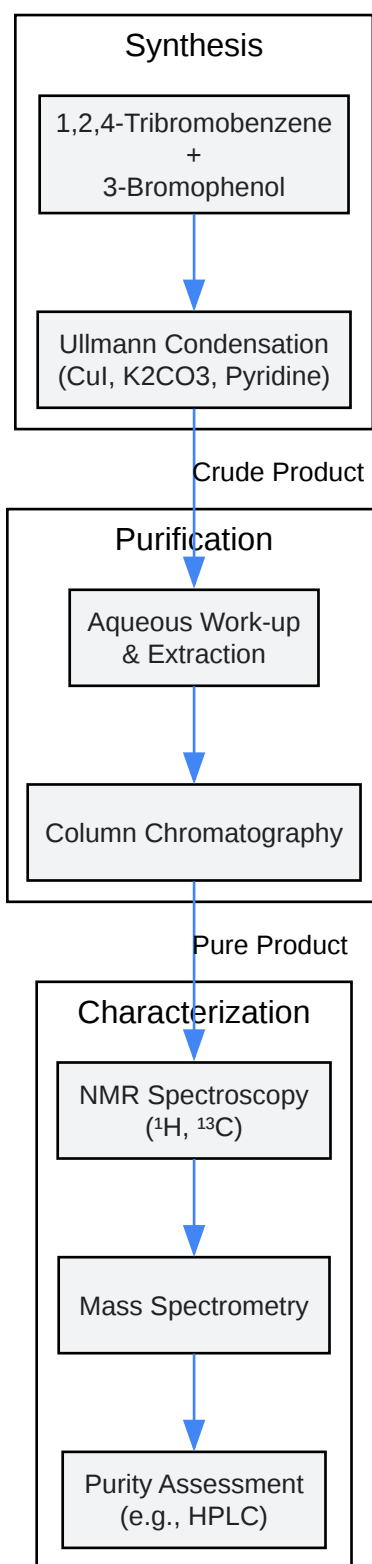 Synthesis
1,2,4-Tribromobenzene
+
3-Bromophenol
Ullmann Condensation
(CuI, K2CO3, Pyridine)
Crude Product
Purification
Aqueous Work-up
& Extraction
Column Chromatography
Pure Product
Characterization
NMR Spectroscopy
(¹H, ¹³C)
Mass Spectrometry
Purity Assessment
(e.g., HPLC)